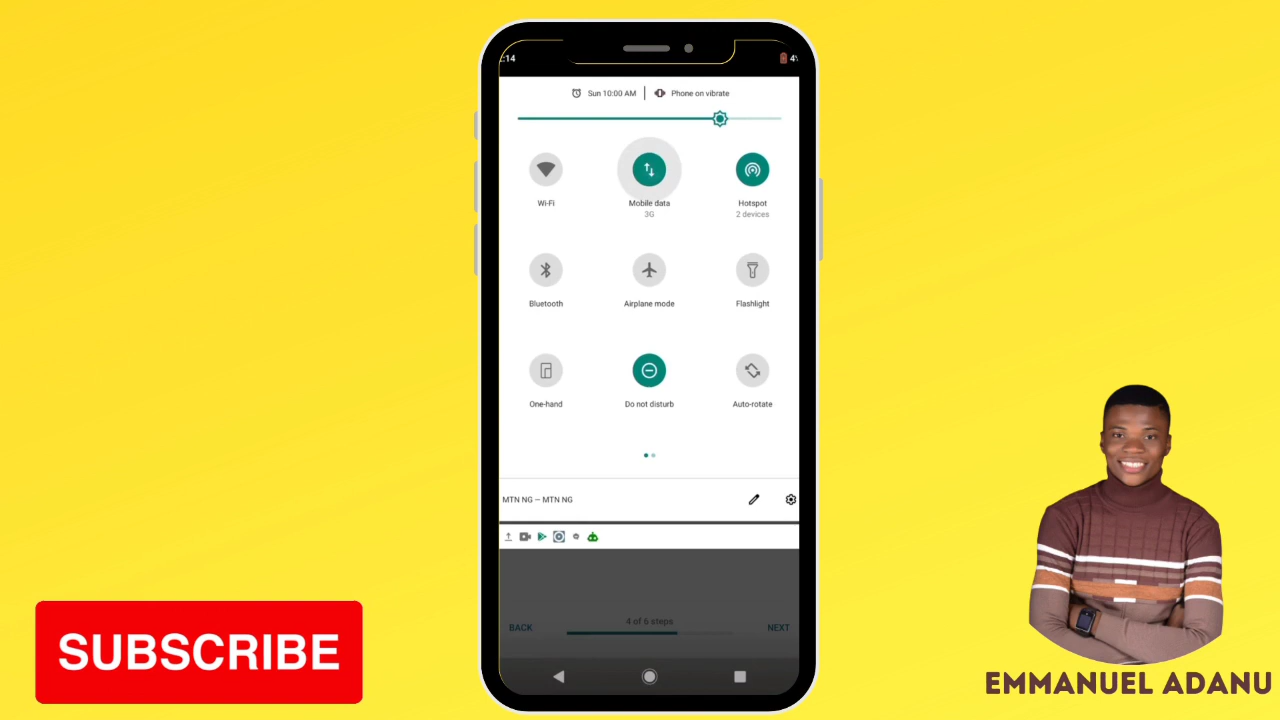 :14
4%
Sun 10:00 AM
Phone on vibrate
Wi-Fi
Mobile data
3G
Hotspot
2 devices
Bluetooth
Airplane mode
Flashlight
One-hand
Do not disturb
Auto-rotate
MTN NG — MTN NG
BACK
4 of 6 steps
NEXT
SUBSCRIBE
EMMANUEL ADANU